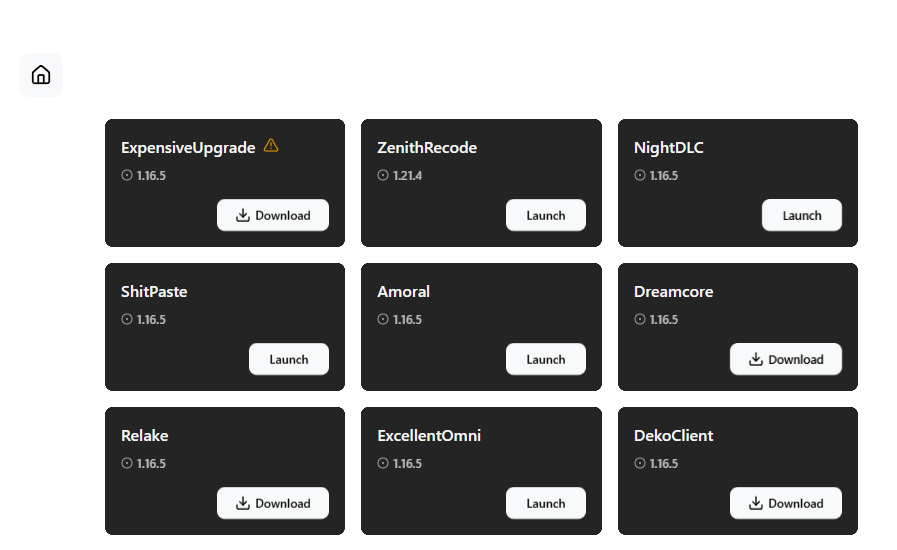 ExpensiveUpgrade
1.16.5
Download
ZenithRecode
1.21.4
Launch
NightDLC
1.16.5
Launch
ShitPaste
1.16.5
Launch
Amoral
1.16.5
Launch
Dreamcore
1.16.5
Download
Relake
1.16.5
Download
ExcellentOmni
1.16.5
Launch
DekoClient
1.16.5
Download